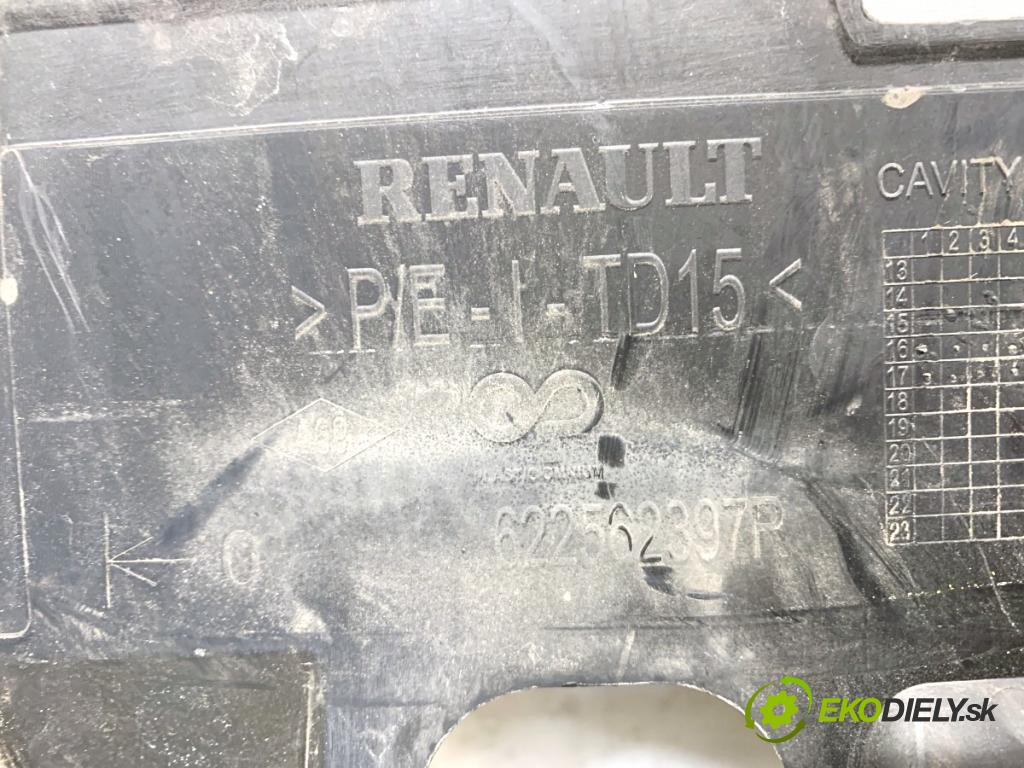 RENAULT
>P/E-I-TD15<
CAVITY
1 2 3 4
13
14
15
16
17
18
19
20
21
22
23
622562397R
EKODIELY.sk